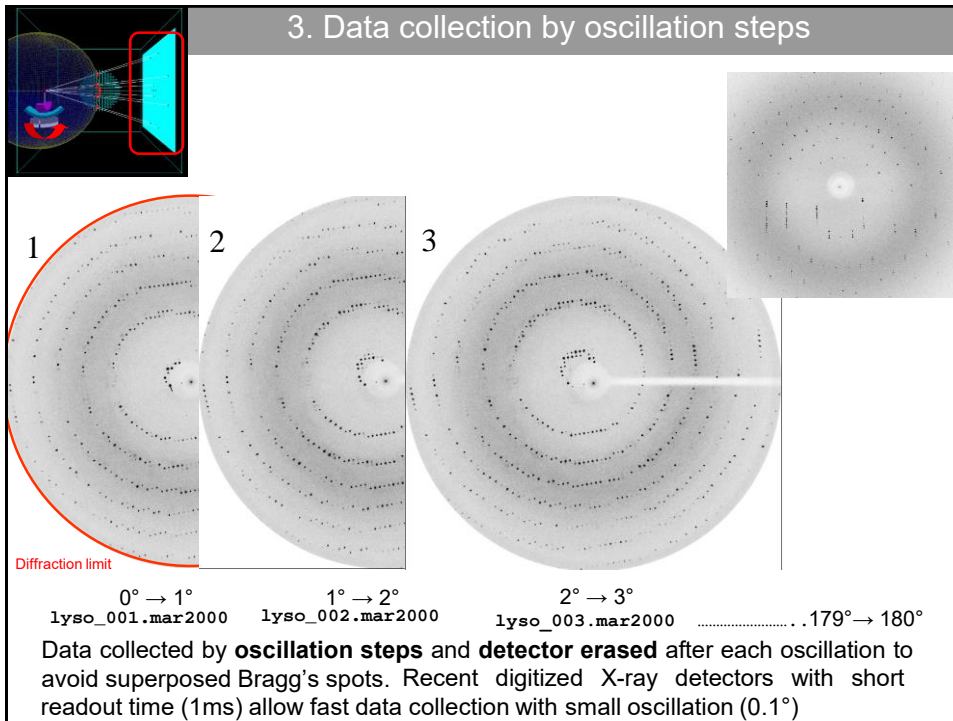 3. Data collection by oscillation steps
1
2
3
Diffraction limit
0° → 1°
lyso_001.mar2000
1° → 2°
lyso_002.mar2000
2° → 3°
lyso_003.mar2000
.........................179°→ 180°
Data collected by oscillation steps and detector erased after each oscillation to
avoid superposed Bragg's spots. Recent digitized X-ray detectors with short
readout time (1ms) allow fast data collection with small oscillation (0.1°)